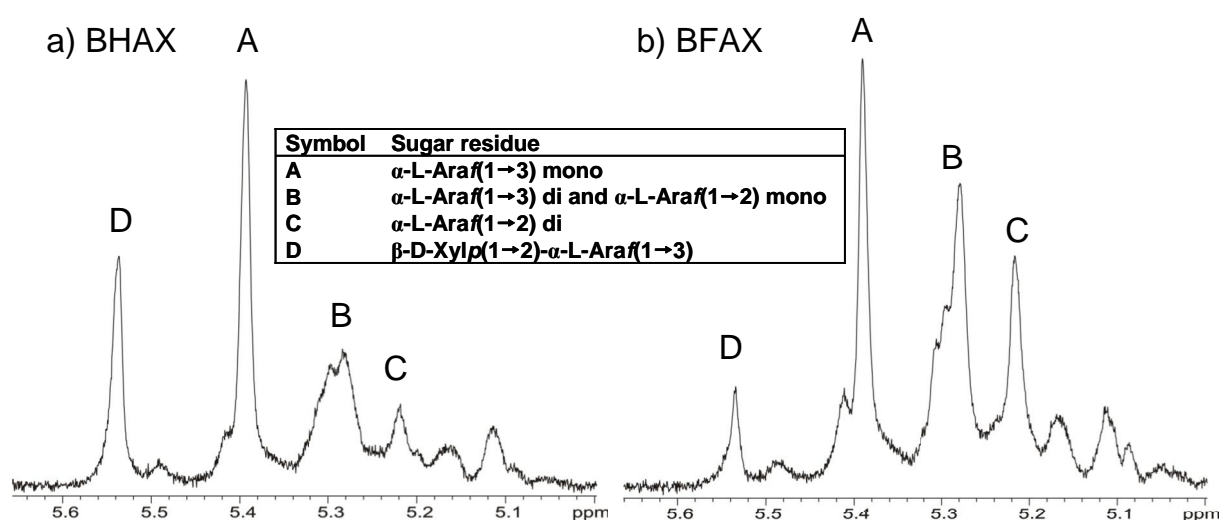 a) BHAX
A
D
B
C
b) BFAX
A
B
C
D
Symbol Sugar residue
A α-L-Araf(1→3) mono
B α-L-Araf(1→3) di and α-L-Araf(1→2) mono
C α-L-Araf(1→2) di
D β-D-Xylp(1→2)-α-L-Araf(1→3)
5.6 5.5 5.4 5.3 5.2 5.1 ppm
5.6 5.5 5.4 5.3 5.2 5.1 ppm